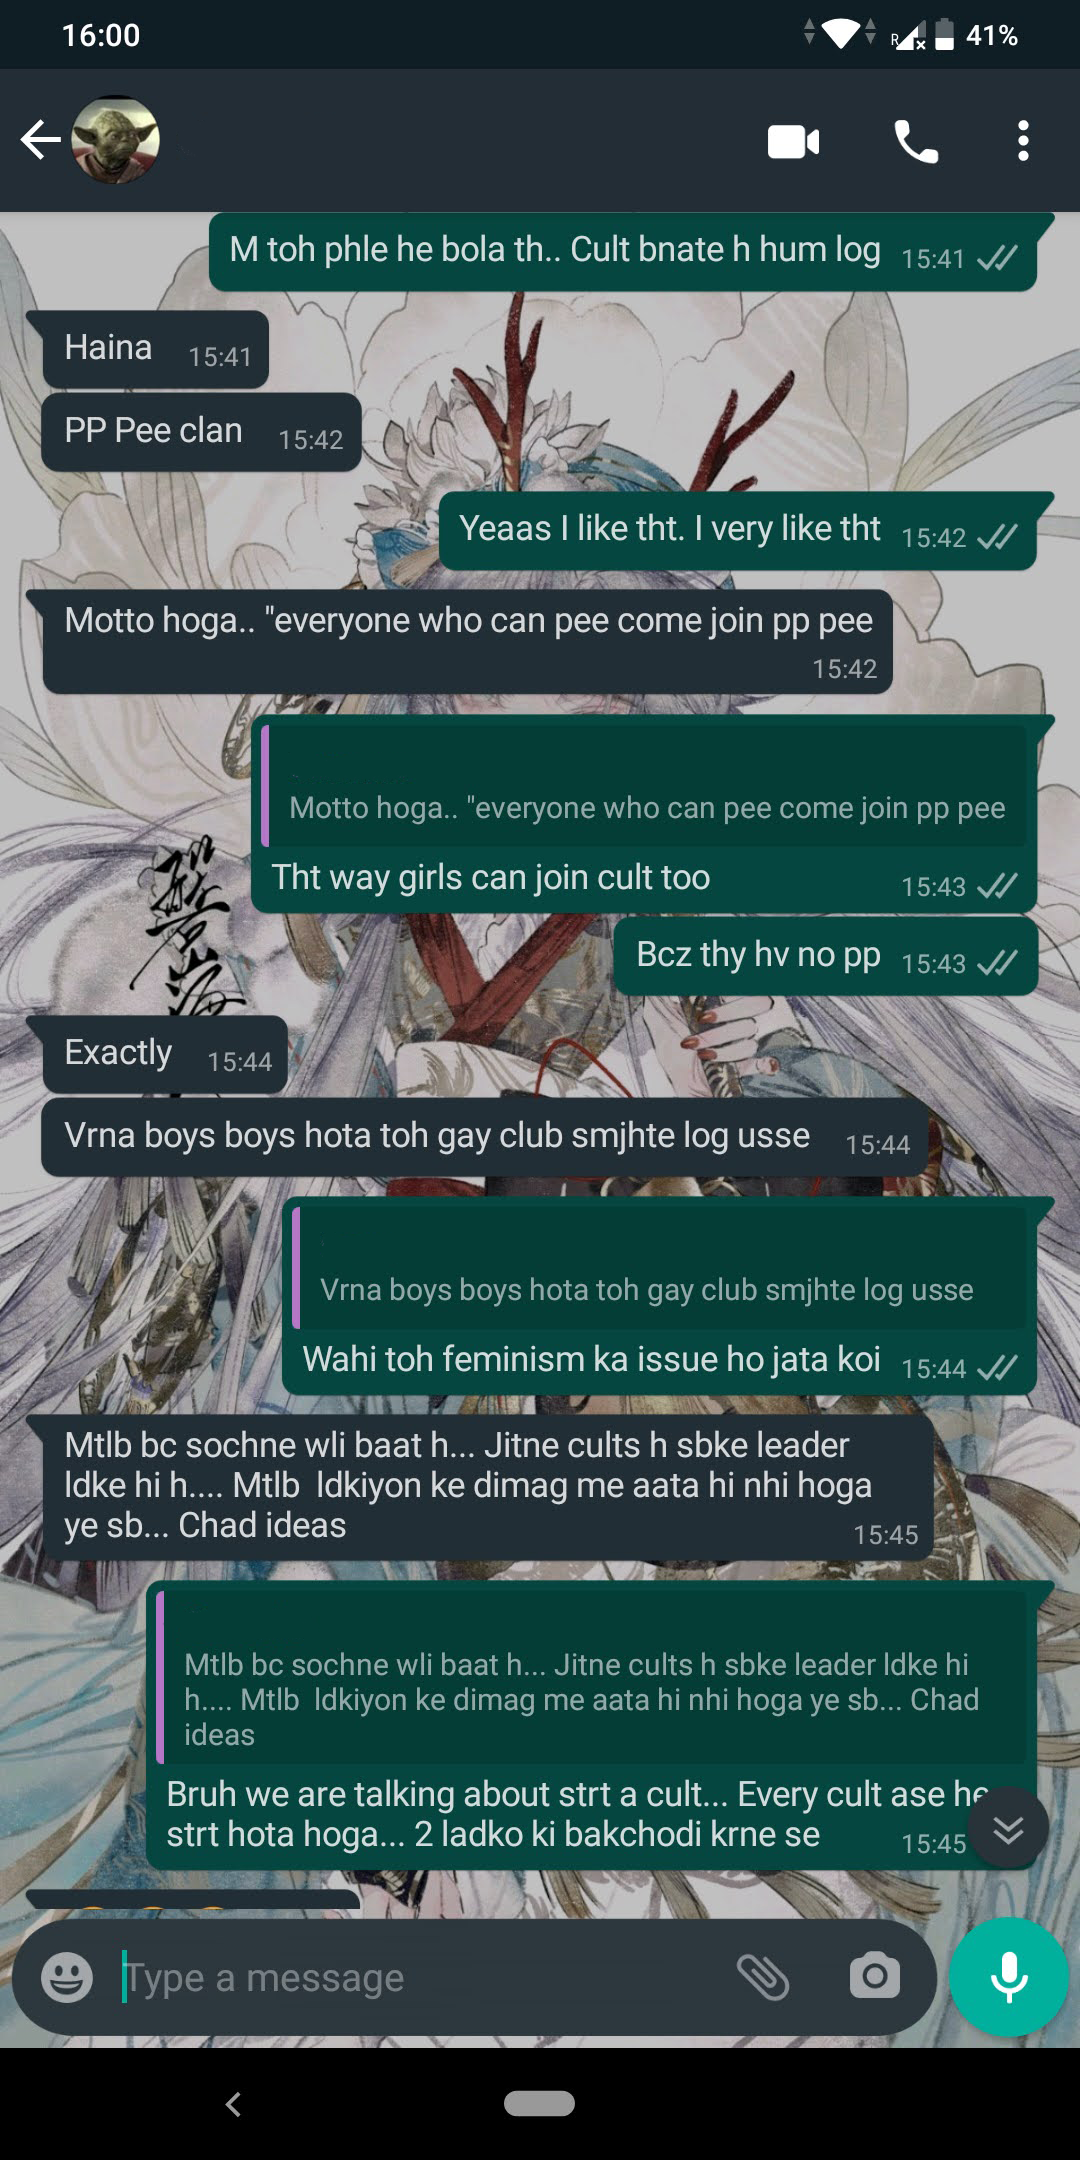 16:00
R
41%
M toh phle he bola th.. Cult bnate h hum log 15:41
Haina 15:41
PP Pee clan 15:42
Yeaas I like tht. I very like tht 15:42
Motto hoga.. "everyone who can pee come join pp pee
15:42
Motto hoga.. "everyone who can pee come join pp pee
Tht way girls can join cult too 15:43
Bcz thy hv no pp 15:43
Exactly 15:44
Vrna boys boys hota toh gay club smjhte log usse 15:44
Vrna boys boys hota toh gay club smjhte log usse
Wahi toh feminism ka issue ho jata koi 15:44
Mtlb bc sochne wli baat h... Jitne cults h sbke leader
ldke hi h.... Mtlb ldkiyon ke dimag me aata hi nhi hoga
ye sb... Chad ideas
15:45
Mtlb bc sochne wli baat h... Jitne cults h sbke leader ldke hi
h.... Mtlb ldkiyon ke dimag me aata hi nhi hoga ye sb... Chad
ideas
Bruh we are talking about strt a cult... Every cult ase he
strt hota hoga... 2 ladko ki bakchodi krne se 15:45
Type a message